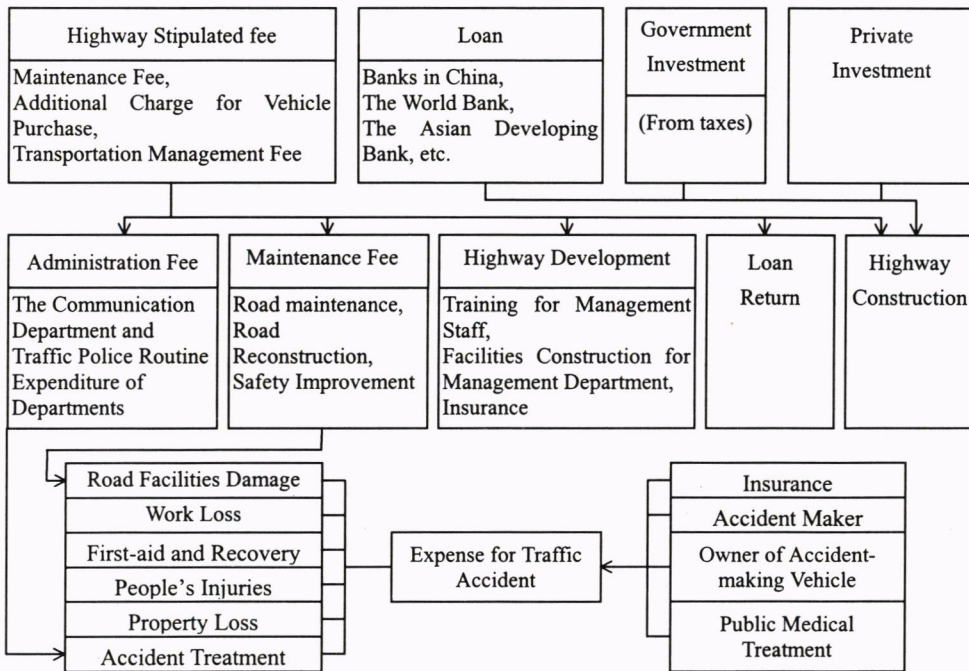 Highway Stipulated fee
Maintenance Fee,
Additional Charge for Vehicle
Purchase,
Transportation Management Fee
Loan
Banks in China,
The World Bank,
The Asian Developing
Bank, etc.
Government
Investment
(From taxes)
Private
Investment
Administration Fee
The Communication
Department and
Traffic Police Routine
Expenditure of
Departments
Maintenance Fee
Road maintenance,
Road
Reconstruction,
Safety Improvement
Highway Development
Training for Management
Staff,
Facilities Construction for
Management Department,
Insurance
Loan
Return
Highway
Construction
Road Facilities Damage
Work Loss
First-aid and Recovery
People's Injuries
Property Loss
Accident Treatment
Expense for Traffic
Accident
Insurance
Accident Maker
Owner of Accident-
making Vehicle
Public Medical
Treatment